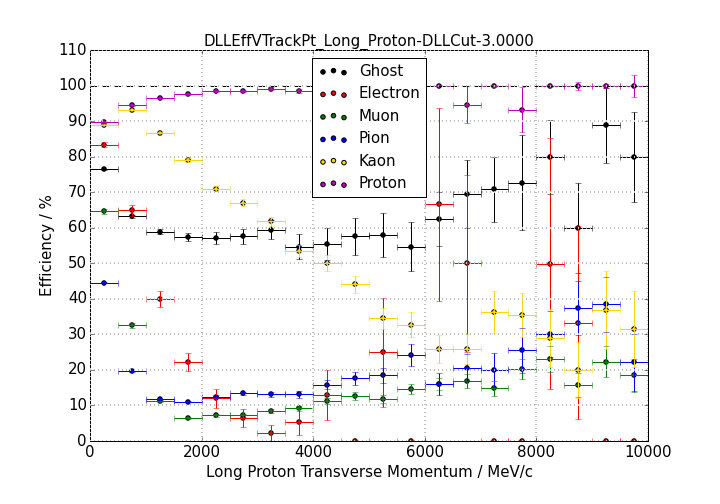 DLLEffVTrackPt_Long_Proton-DLLCut-3.0000
110
100
90
80
70
60
50
40
30
20
10
0
Efficiency / %
Ghost
Electron
Muon
Pion
Kaon
Proton
0 2000 4000 6000 8000 10000
Long Proton Transverse Momentum / MeV/c